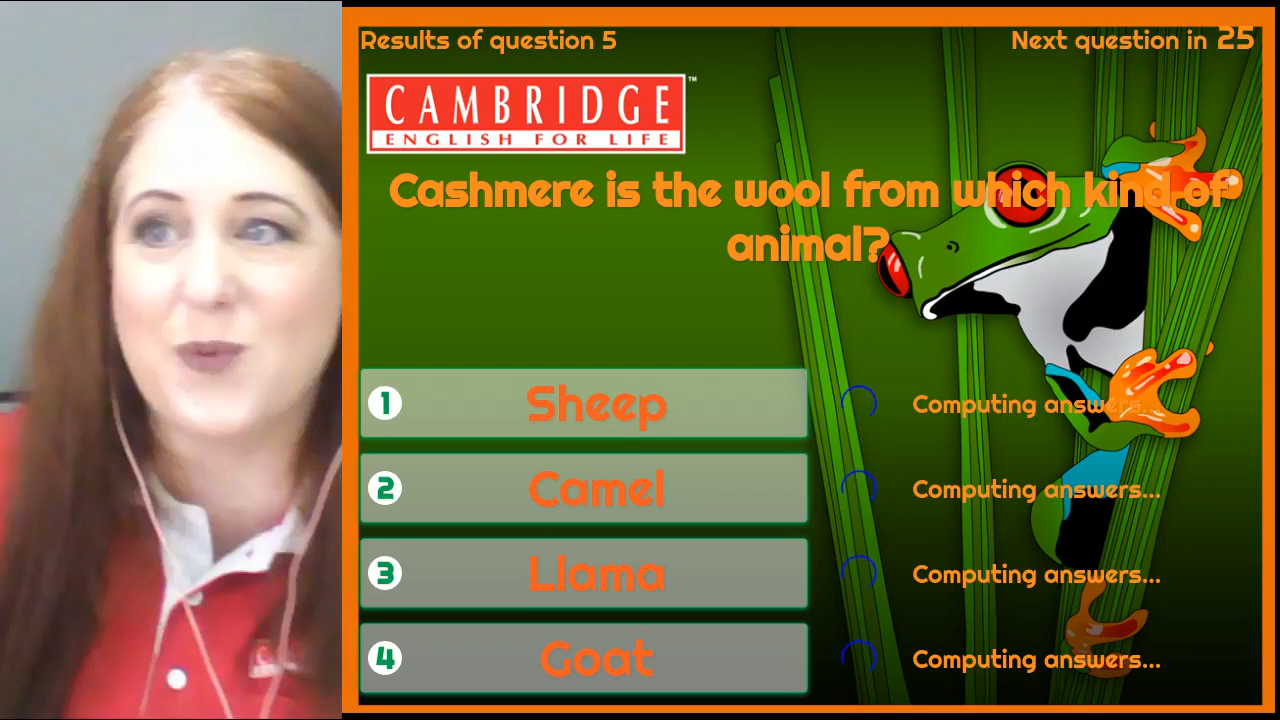 Results of question 5
Next question in 25
CAMBRIDGE™
ENGLISH FOR LIFE
Cashmere is the wool from which kind of
animal?
1 Sheep
Computing answers...
2 Camel
Computing answers...
3 Llama
Computing answers...
4 Goat
Computing answers...